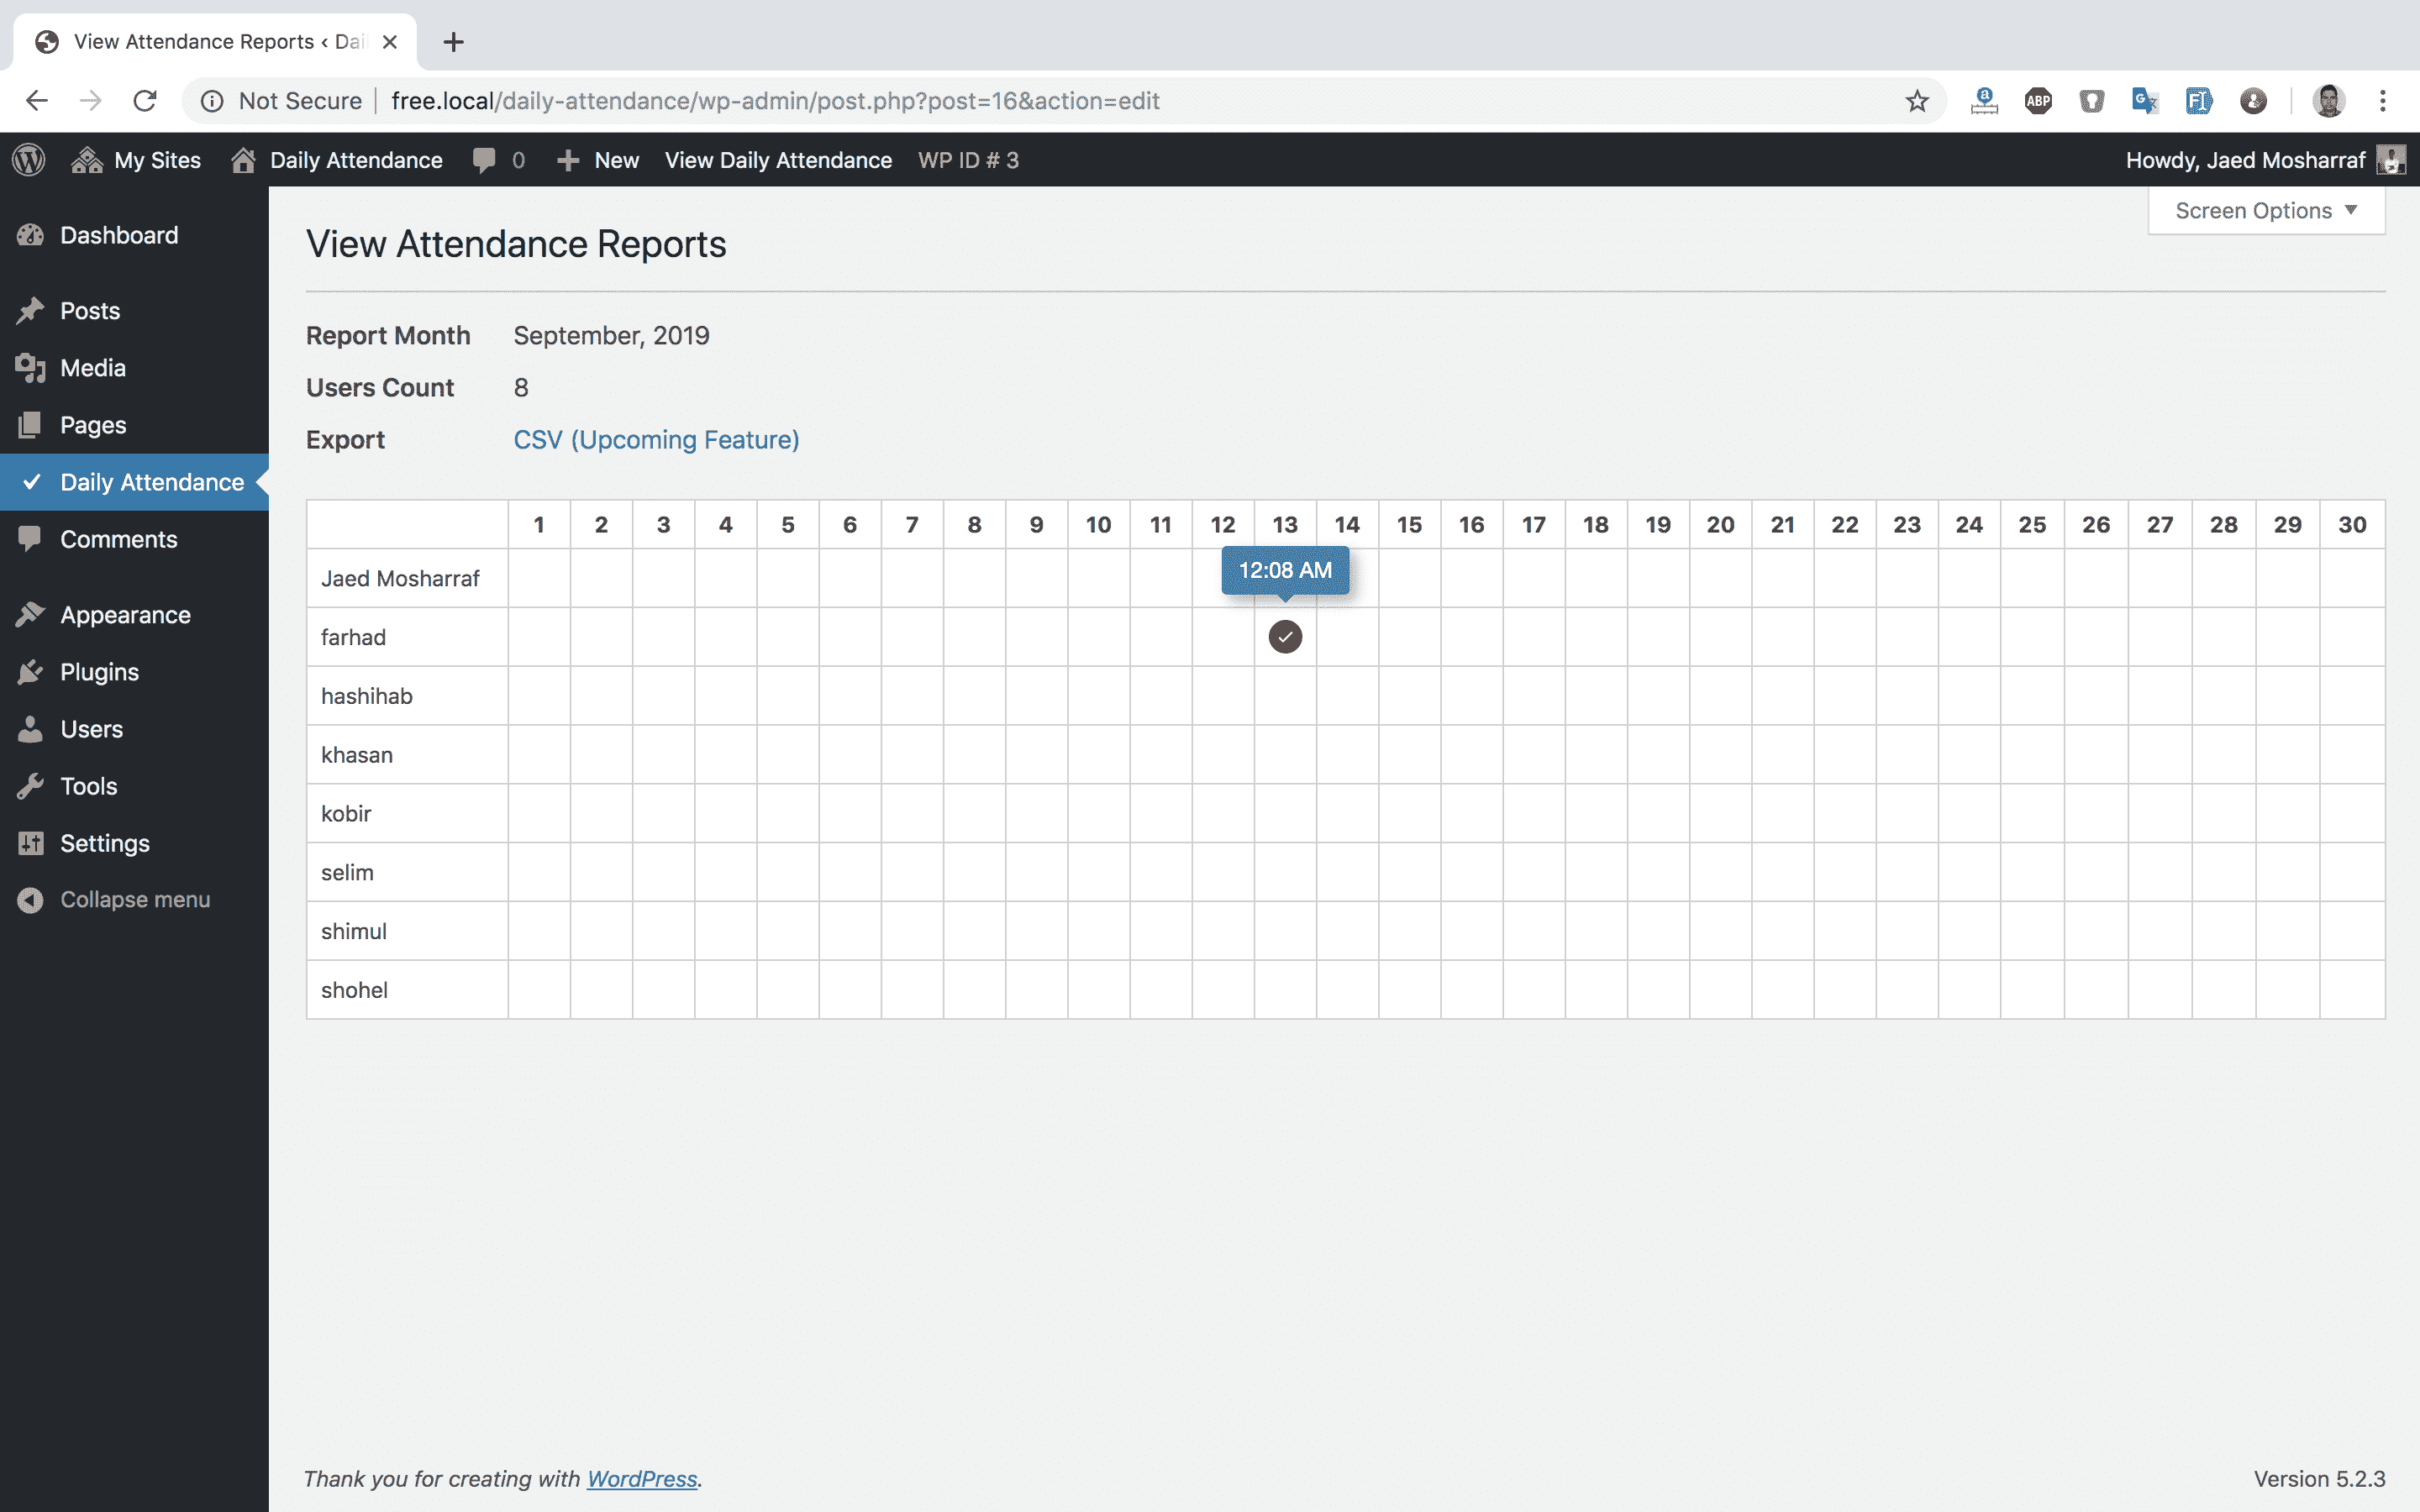 View Attendance Reports ‹ Dai
Not Secure free.local/daily-attendance/wp-admin/post.php?post=16&action=edit
ABP
My Sites Daily Attendance 0 New View Daily Attendance WP ID # 3 Howdy, Jaed Mosharraf
Screen Options
Dashboard
Posts
Media
Pages
Daily Attendance
Comments
Appearance
Plugins
Users
Tools
Settings
Collapse menu
View Attendance Reports
Report Month September, 2019
Users Count 8
Export CSV (Upcoming Feature)
1 2 3 4 5 6 7 8 9 10 11 12 13 14 15 16 17 18 19 20 21 22 23 24 25 26 27 28 29 30
12:08 AM
Jaed Mosharraf
farhad
hashihab
khasan
kobir
selim
shimul
shohel
Thank you for creating with WordPress.
Version 5.2.3